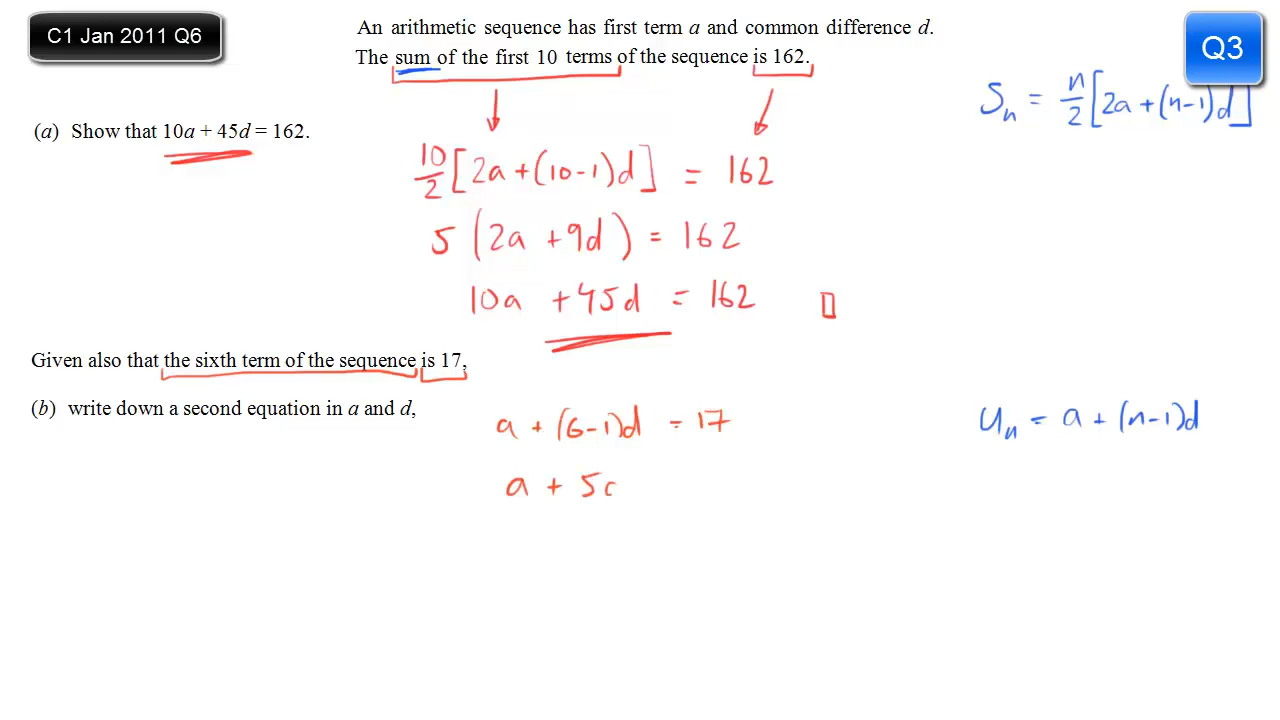 C1 Jan 2011 Q6
An arithmetic sequence has first term a and common difference d.
The sum of the first 10 terms of the sequence is 162.
Q3
Sₙ = n/2 [2a + (n-1)d]
(a) Show that 10a + 45d = 162.
10/2 [2a + (10-1)d] = 162
5 (2a + 9d) = 162
10a + 45d = 162
Given also that the sixth term of the sequence is 17,
(b) write down a second equation in a and d,
a + (6-1)d = 17
Uₙ = a + (n-1)d
a + 5c